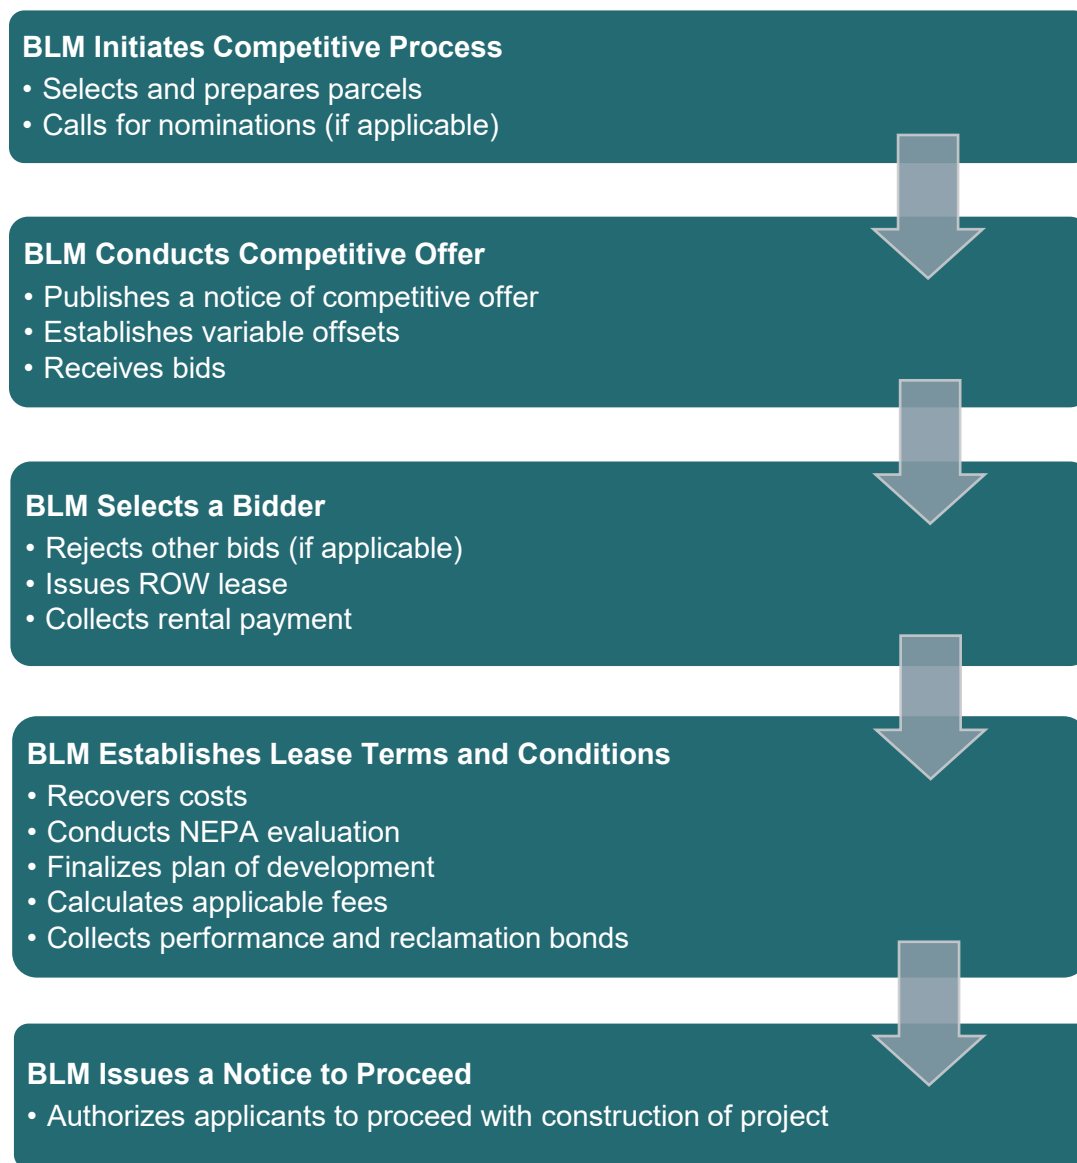 BLM Initiates Competitive Process
• Selects and prepares parcels
• Calls for nominations (if applicable)
BLM Conducts Competitive Offer
• Publishes a notice of competitive offer
• Establishes variable offsets
• Receives bids
BLM Selects a Bidder
• Rejects other bids (if applicable)
• Issues ROW lease
• Collects rental payment
BLM Establishes Lease Terms and Conditions
• Recovers costs
• Conducts NEPA evaluation
• Finalizes plan of development
• Calculates applicable fees
• Collects performance and reclamation bonds
BLM Issues a Notice to Proceed
• Authorizes applicants to proceed with construction of project